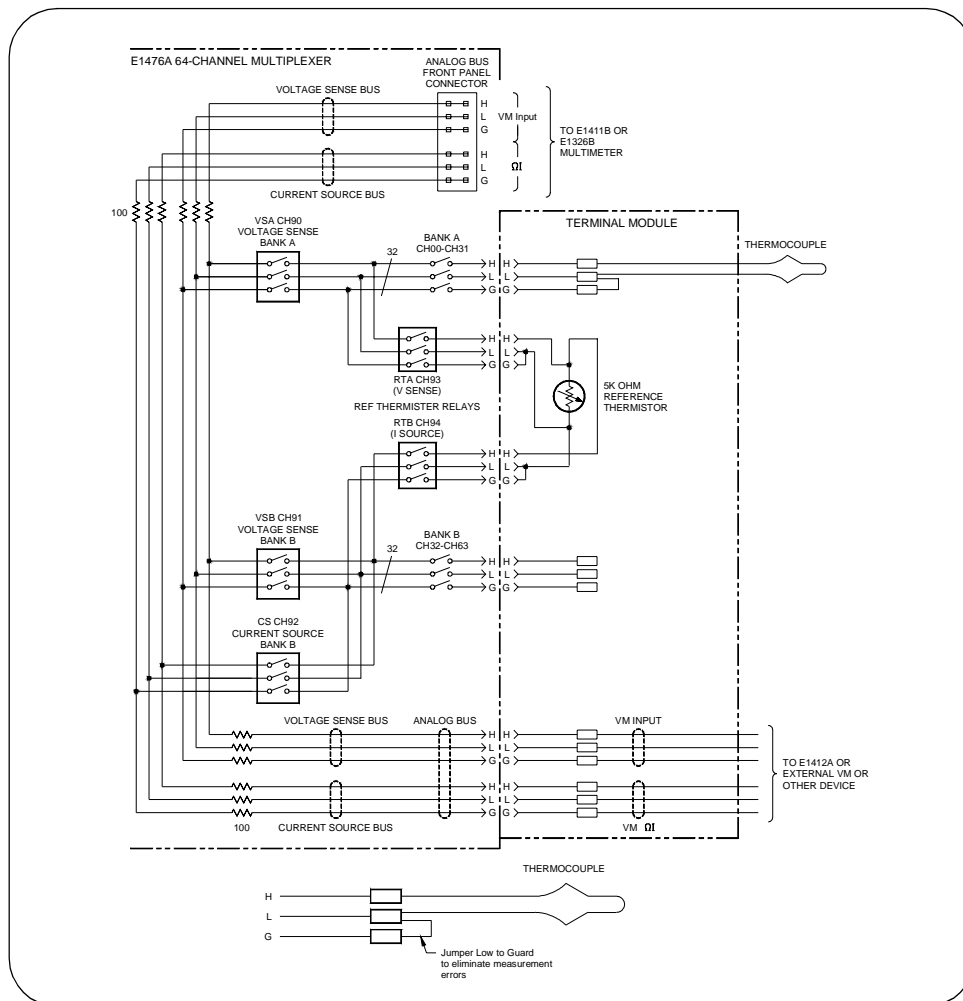 E1476A 64-CHANNEL MULTIPLEXER
ANALOG BUS
FRONT PANEL
CONNECTOR
VOLTAGE SENSE BUS
H
L
G
VM Input
H
L
G
ΩI
TO E1411B OR
E1326B
MULTIMETER
CURRENT SOURCE BUS
100
VSA CH90
VOLTAGE SENSE
BANK A
32
BANK A
CH00-CH31
TERMINAL MODULE
THERMOCOUPLE
H H
L L
G G
H H
L L
G G
RTA CH93
(V SENSE)
REF THERMISTER RELAYS
5K OHM
REFERENCE
THERMISTOR
RTB CH94
(I SOURCE)
H H
L L
G G
VSB CH91
VOLTAGE SENSE
BANK B
32
BANK B
CH32-CH63
H H
L L
G G
CS CH92
CURRENT SOURCE
BANK B
VOLTAGE SENSE BUS
ANALOG BUS
VM INPUT
H H
L L
G G
H H
L L
G G
TO E1412A OR
EXTERNAL VM OR
OTHER DEVICE
100
CURRENT SOURCE BUS
VM ΩI
THERMOCOUPLE
H
L
G
Jumper Low to Guard
to eliminate measurement
errors